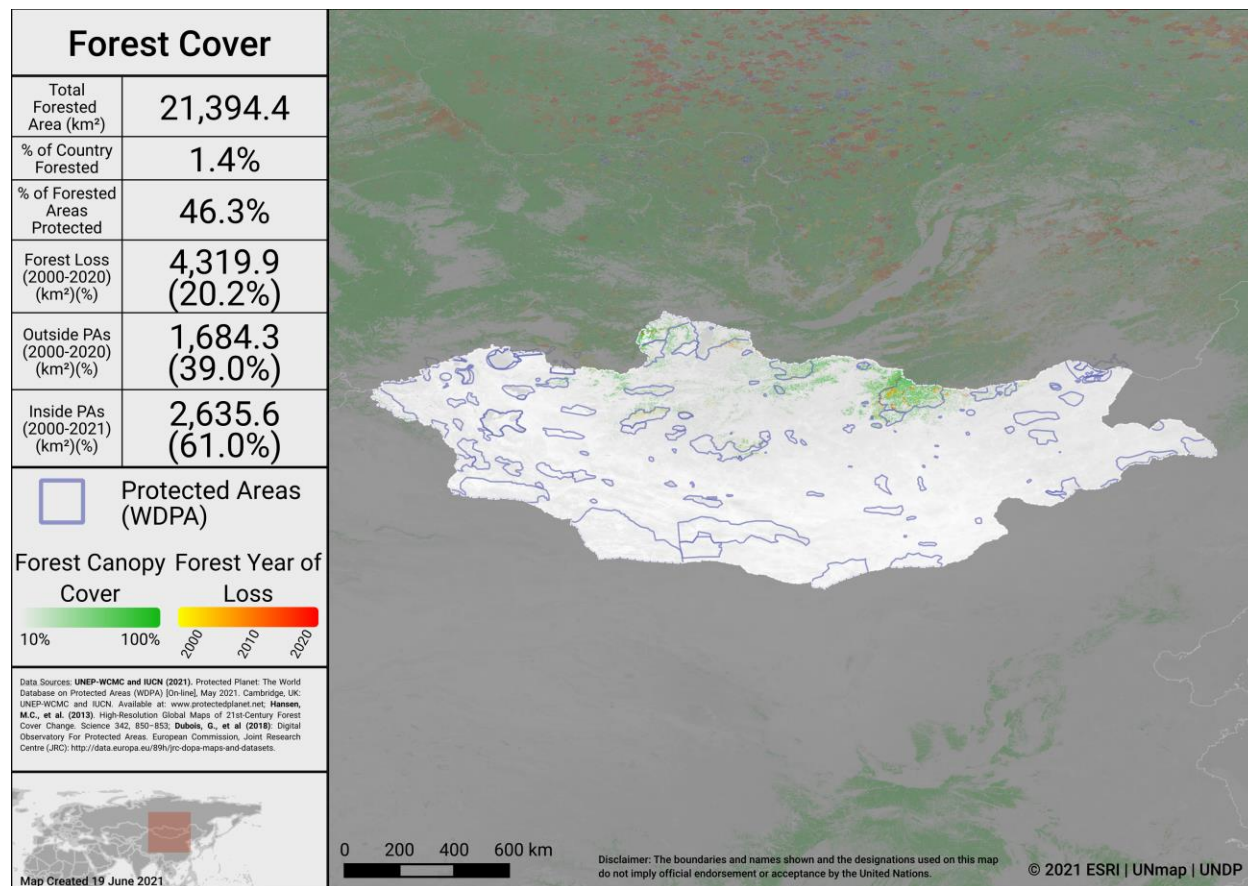 Forest Cover
Total
Forested
Area (km²)
21,394.4
% of Country
Forested
1.4%
% of Forested
Areas
Protected
46.3%
Forest Loss
(2000-2020)
(km²)(%)
4,319.9
(20.2%)
Outside PAs
(2000-2020)
(km²)(%)
1,684.3
(39.0%)
Inside PAs
(2000-2021)
(km²)(%)
2,635.6
(61.0%)
Protected Areas
(WDPA)
Forest Canopy
Cover
10% 100%
Forest Year of
Loss
2000 2010 2020
Data Sources: UNEP-WCMC and IUCN (2021). Protected Planet: The World
Database on Protected Areas (WDPA) [On-line], May 2021. Cambridge, UK:
UNEP-WCMC and IUCN. Available at: www.protectedplanet.net; Hansen,
M.C., et al. (2013). High-Resolution Global Maps of 21st-Century Forest
Cover Change. Science 342, 850–853; Dubois, G., et al (2018): Digital
Observatory For Protected Areas. European Commission, Joint Research
Centre (JRC): http://data.europa.eu/89h/jrc-dopa-maps-and-datasets.
Map Created 19 June 2021
0 200 400 600 km
Disclaimer: The boundaries and names shown and the designations used on this map
do not imply official endorsement or acceptance by the United Nations.
© 2021 ESRI | UNmap | UNDP